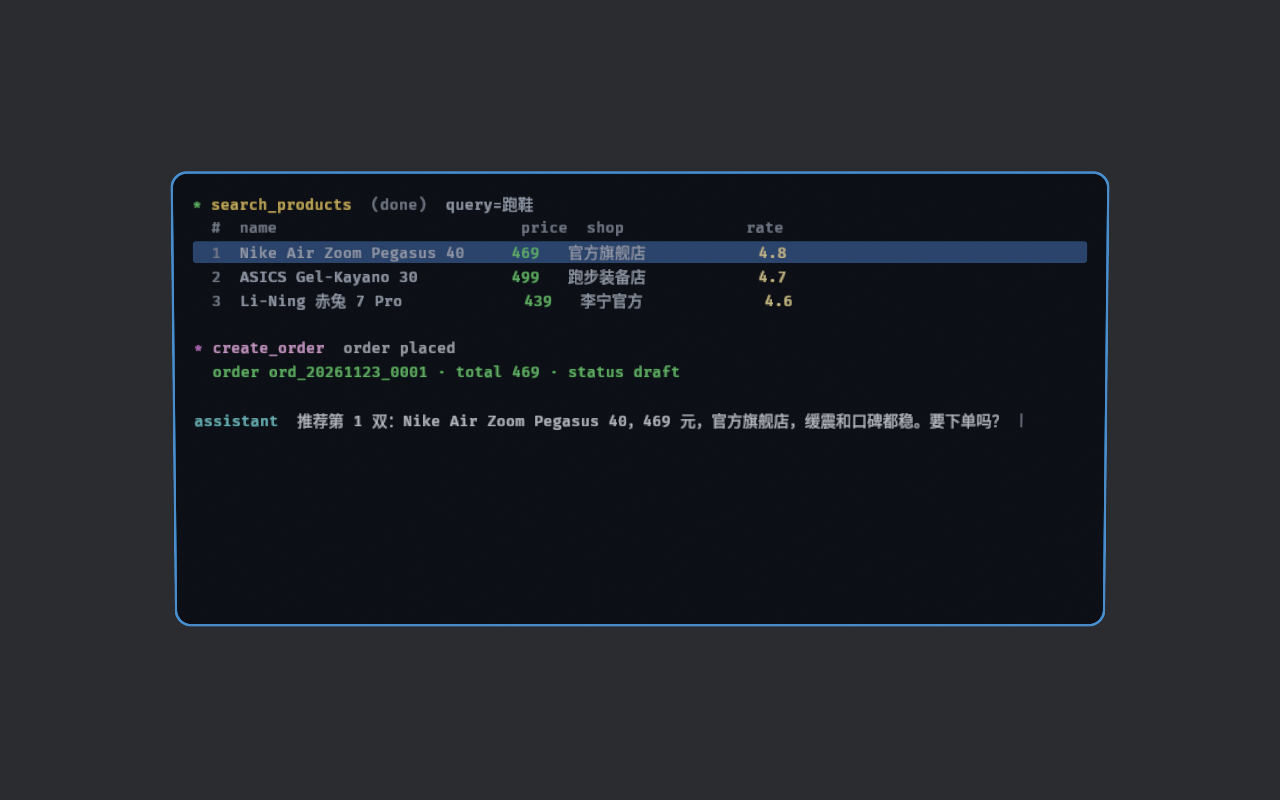 * search_products (done) query=跑鞋
# name price shop rate
1 Nike Air Zoom Pegasus 40 469 官方旗舰店 4.8
2 ASICS Gel-Kayano 30 499 跑步装备店 4.7
3 Li-Ning 赤兔 7 Pro 439 李宁官方 4.6
* create_order order placed
order ord_20261123_0001 · total 469 · status draft
assistant 推荐第 1 双：Nike Air Zoom Pegasus 40，469 元，官方旗舰店，缓震和口碑都稳。要下单吗？